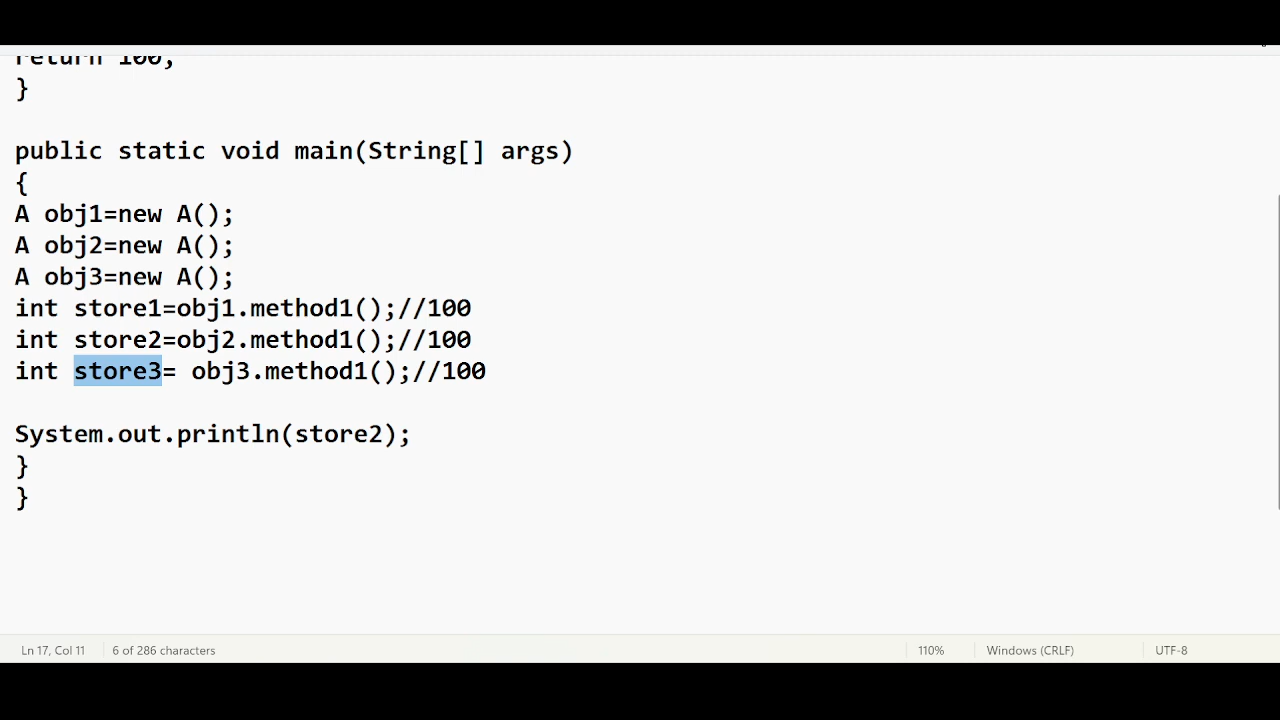 return 100;
}
public static void main(String[] args)
{
A obj1=new A();
A obj2=new A();
A obj3=new A();
int store1=obj1.method1();//100
int store2=obj2.method1();//100
int store3= obj3.method1();//100
System.out.println(store2);
}
}
Ln 17, Col 11 6 of 286 characters 110% Windows (CRLF) UTF-8